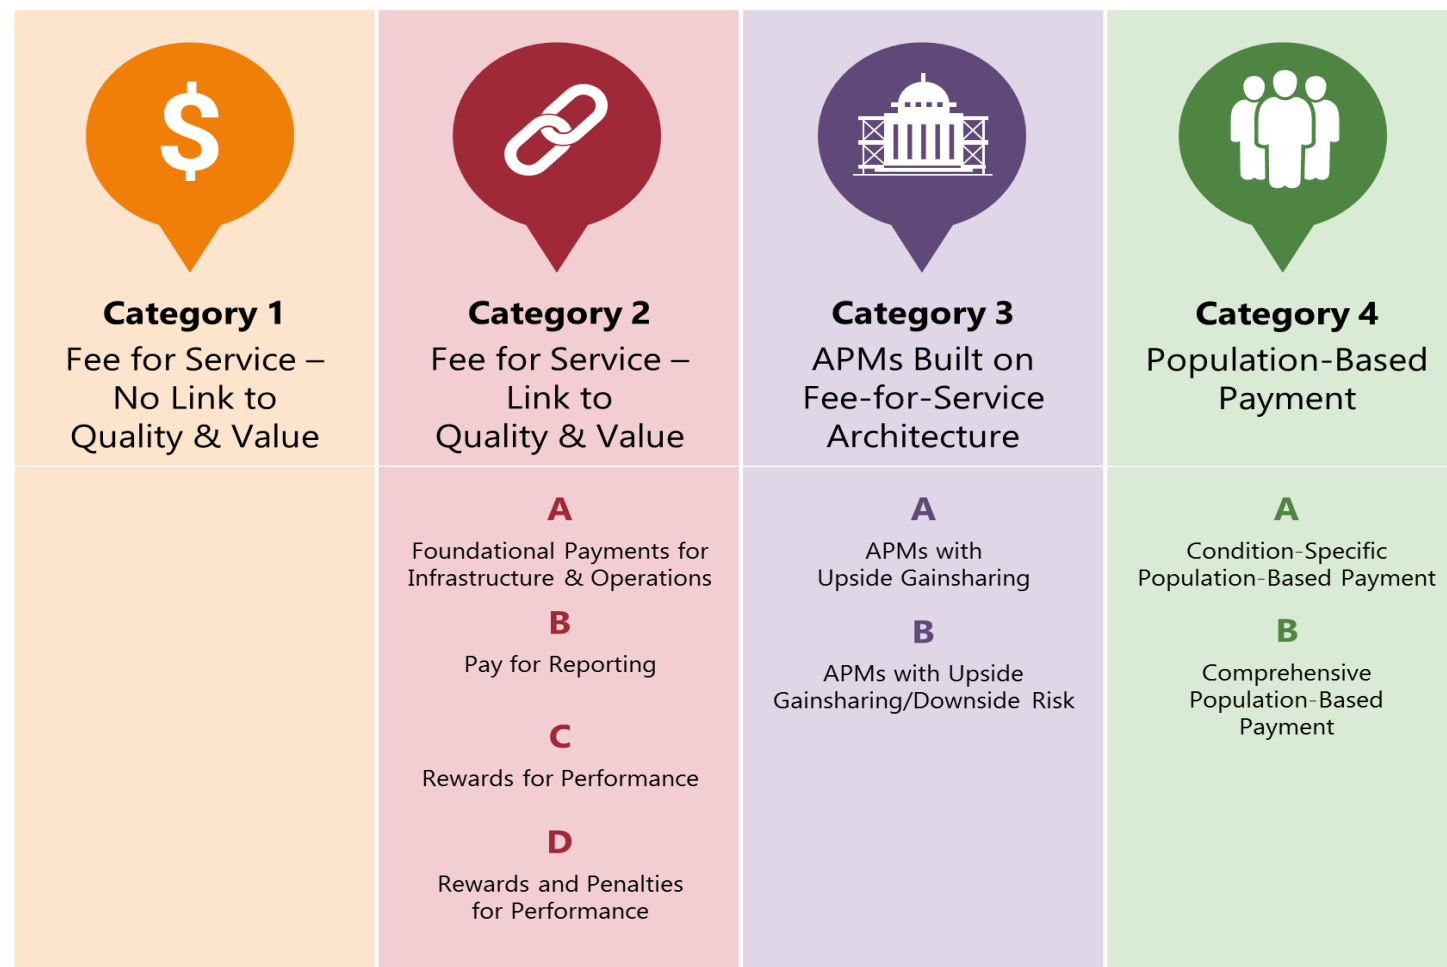 $
Category 1
Fee for Service –
No Link to
Quality & Value
Category 2
Fee for Service –
Link to
Quality & Value
A
Foundational Payments for
Infrastructure & Operations
B
Pay for Reporting
C
Rewards for Performance
D
Rewards and Penalties
for Performance
Category 3
APMs Built on
Fee-for-Service
Architecture
A
APMs with
Upside Gainsharing
B
APMs with Upside
Gainsharing/Downside Risk
Category 4
Population-Based
Payment
A
Condition-Specific
Population-Based Payment
B
Comprehensive
Population-Based
Payment